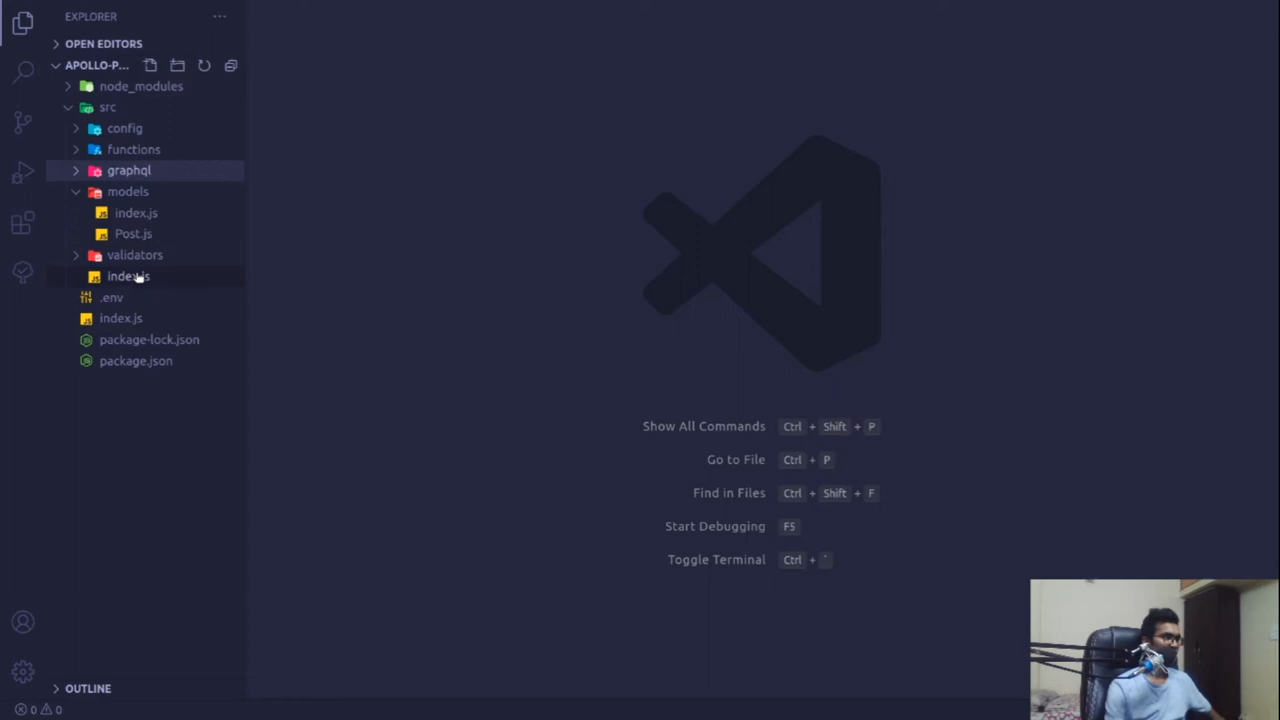 EXPLORER
OPEN EDITORS
APOLLO-P...
node_modules
src
config
functions
graphql
models
index.js
Post.js
validators
index.js
.env
index.js
package-lock.json
package.json
Show All Commands Ctrl + Shift + P
Go to File Ctrl + P
Find in Files Ctrl + Shift + F
Start Debugging F5
Toggle Terminal Ctrl + `
OUTLINE
0 0